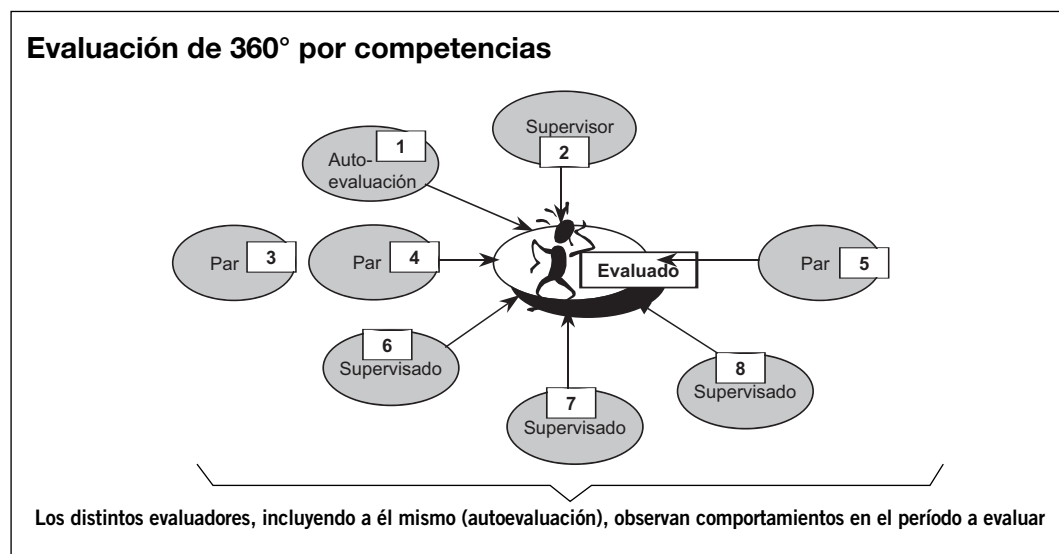 Evaluación de 360° por competencias
Supervisor
2
1
Auto-
evaluación
Par
3
Par
4
Evaluado
Par
5
6
Supervisado
7
Supervisado
8
Supervisado
Los distintos evaluadores, incluyendo a él mismo (autoevaluación), observan comportamientos en el período a evaluar